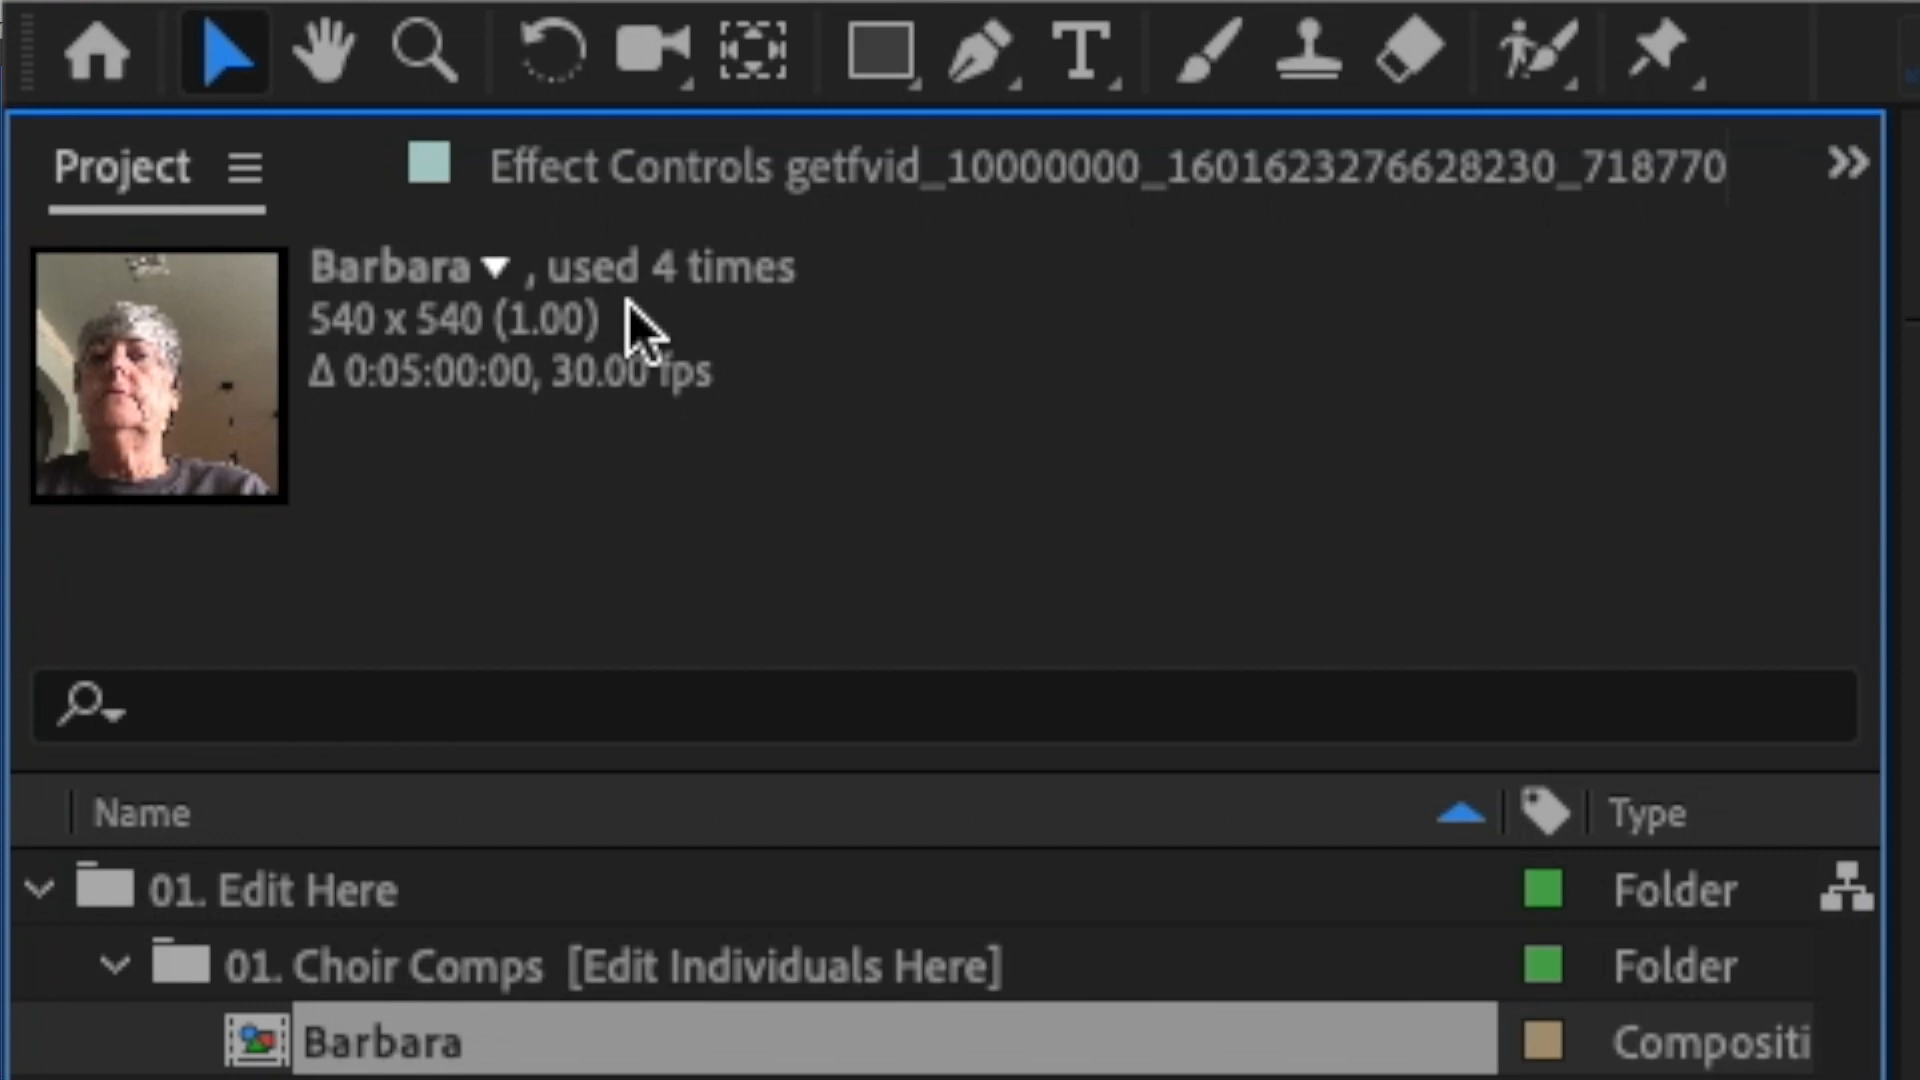 Project
Effect Controls getfvid_10000000_1601623276628230_718770
Barbara , used 4 times
540 x 540 (1.00)
Δ 0:05:00:00, 30.00 fps
Name
Type
01. Edit Here
Folder
01. Choir Comps [Edit Individuals Here]
Folder
Barbara
Compositi